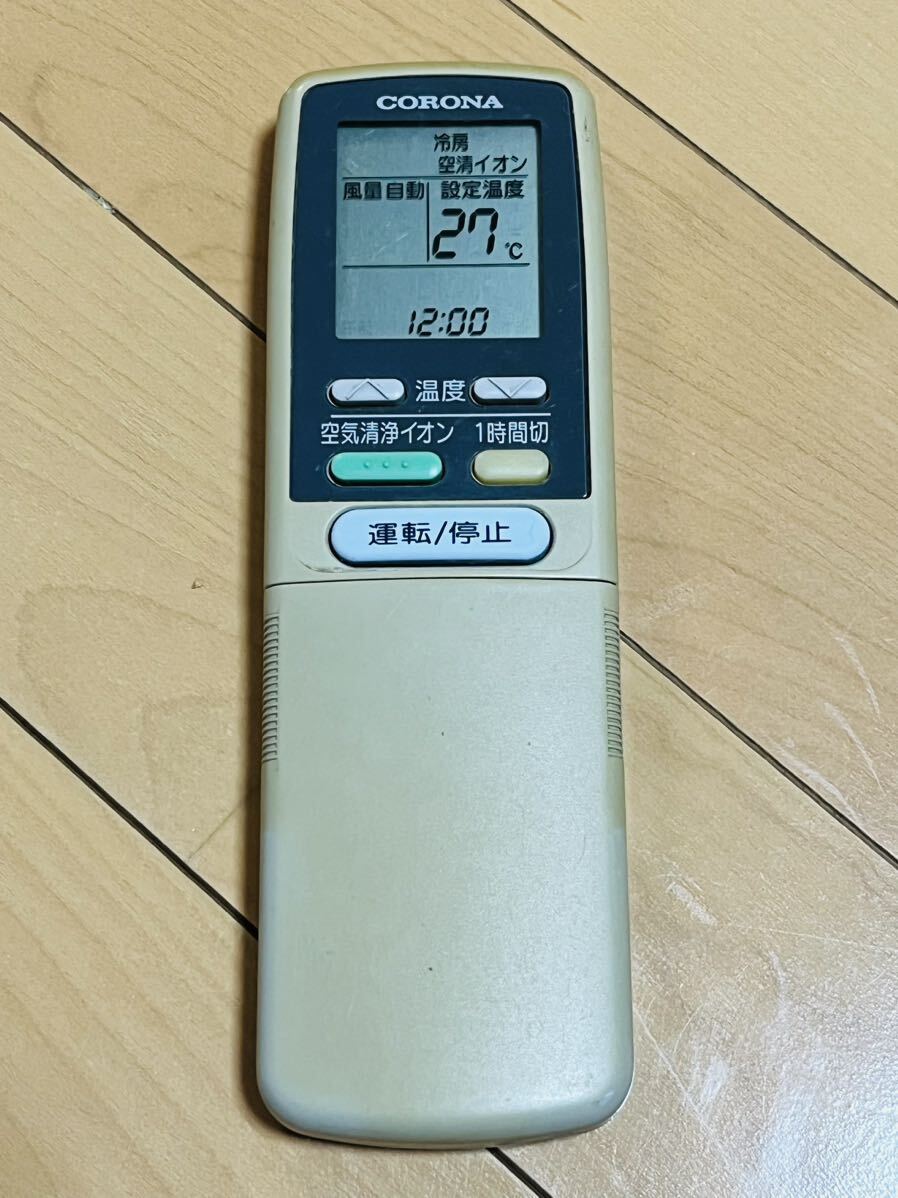 CORONA
冷房
空清イオン
風量自動 設定温度
27℃
12:00
温度
空気清浄イオン 1時間切
運転/停止